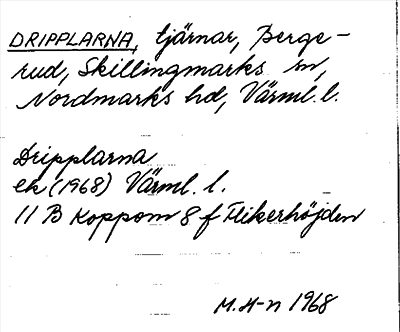 DRIPPLARNA, tjärnar, Berge-
rud, Skillingmarks sn,
Nordmarks hd, Värml. l.
Dripplarna
ek (1968) Värml. l.
11 B Koppom 8 f Flikerhöjden
M.H-n 1968